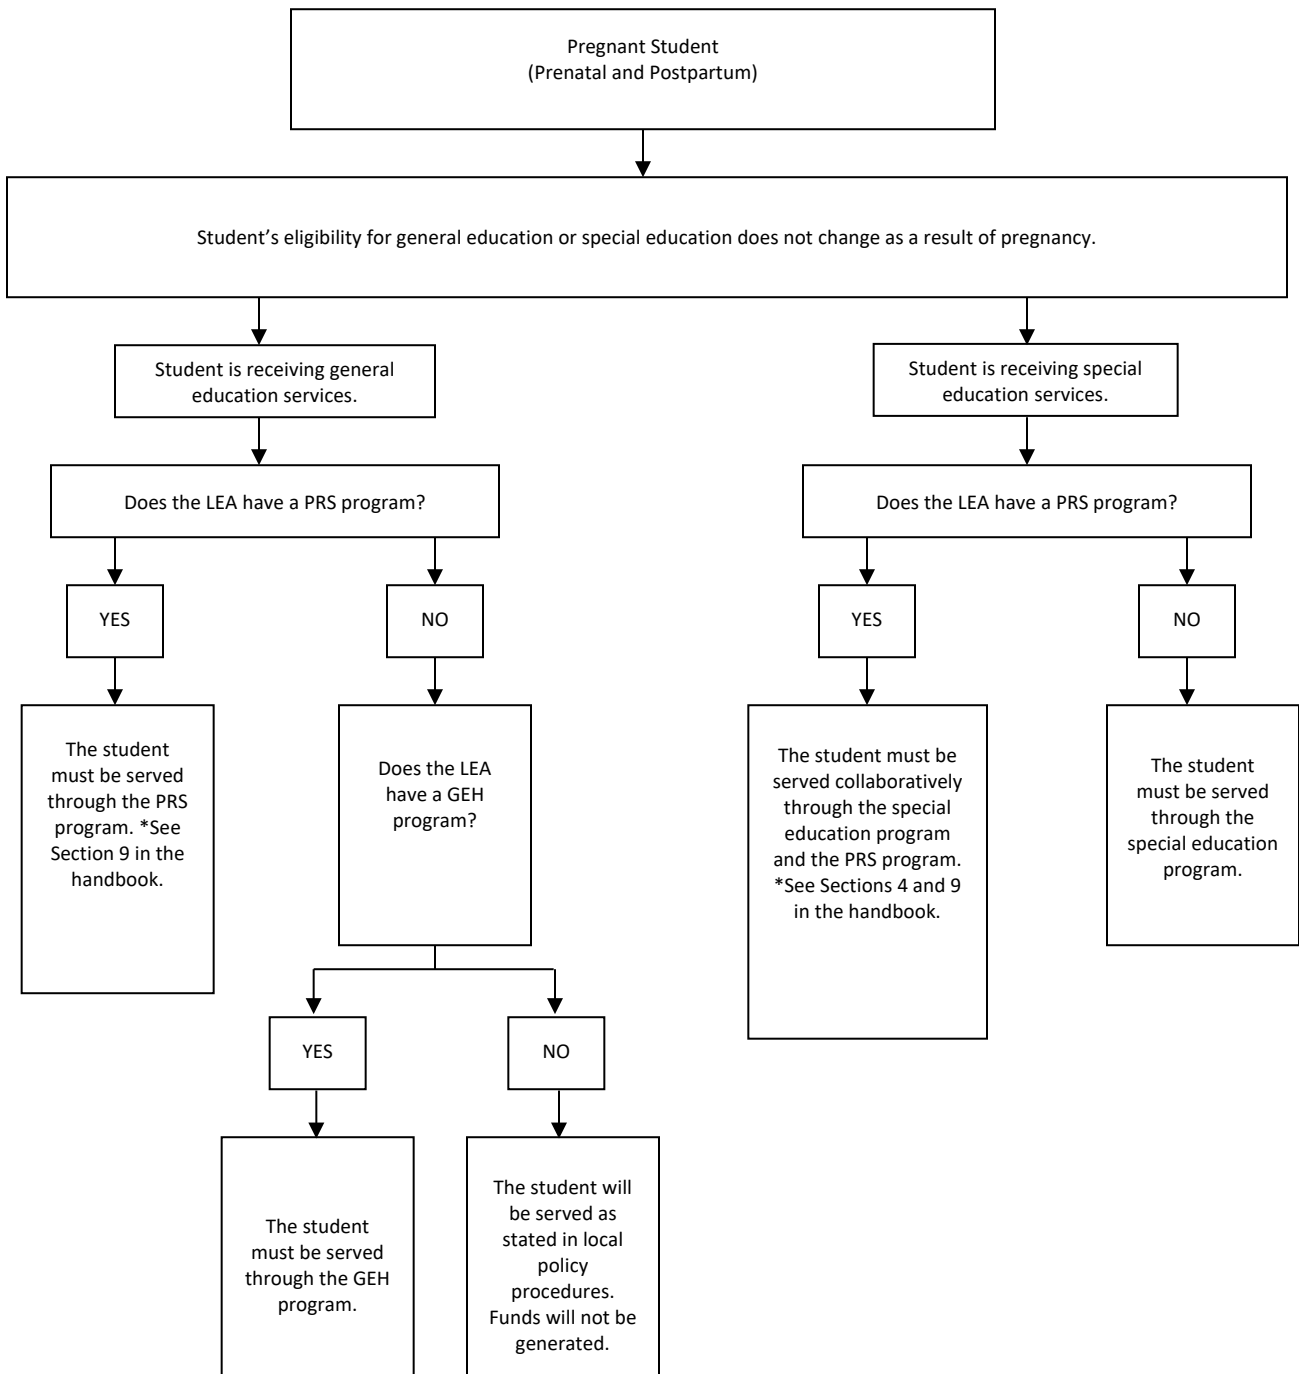 Pregnant Student
(Prenatal and Postpartum)
Student’s eligibility for general education or special education does not change as a result of pregnancy.
Student is receiving general
education services.
Student is receiving special
education services.
Does the LEA have a PRS program?
Does the LEA have a PRS program?
YES
NO
YES
NO
The student
must be served
through the PRS
program. *See
Section 9 in the
handbook.
Does the LEA
have a GEH
program?
The student must be
served collaboratively
through the special
education program
and the PRS program.
*See Sections 4 and 9
in the handbook.
The student
must be served
through the
special education
program.
YES
NO
The student
must be served
through the GEH
program.
The student will
be served as
stated in local
policy
procedures.
Funds will not be
generated.